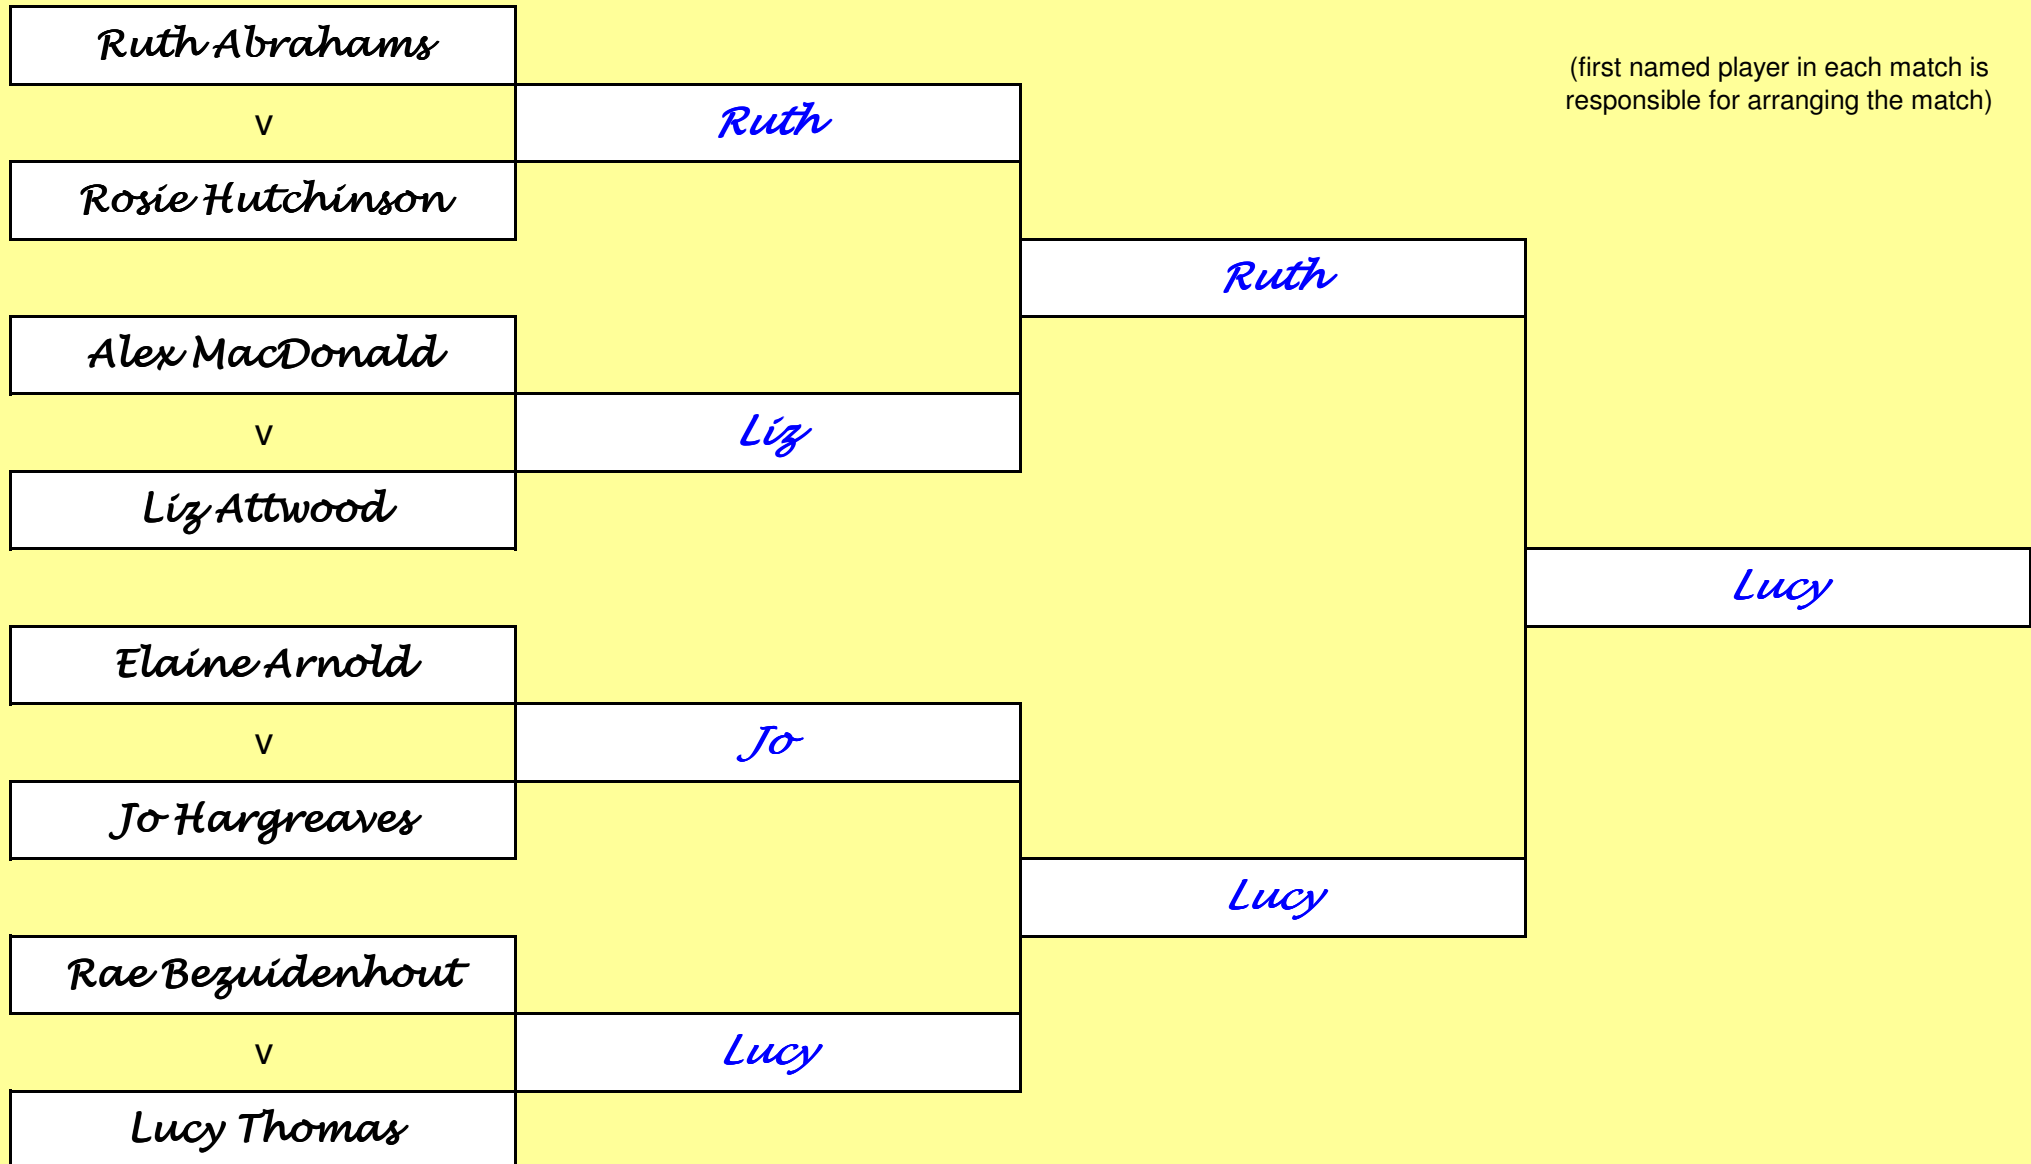 Ruth Abrahams
(first named player in each match is
responsible for arranging the match)
v
Ruth
Rosie Hutchinson
Ruth
Alex MacDonald
v
Liz
Liz Attwood
Lucy
Elaine Arnold
v
Jo
Jo Hargreaves
Lucy
Rae Bezuidenhout
v
Lucy
Lucy Thomas